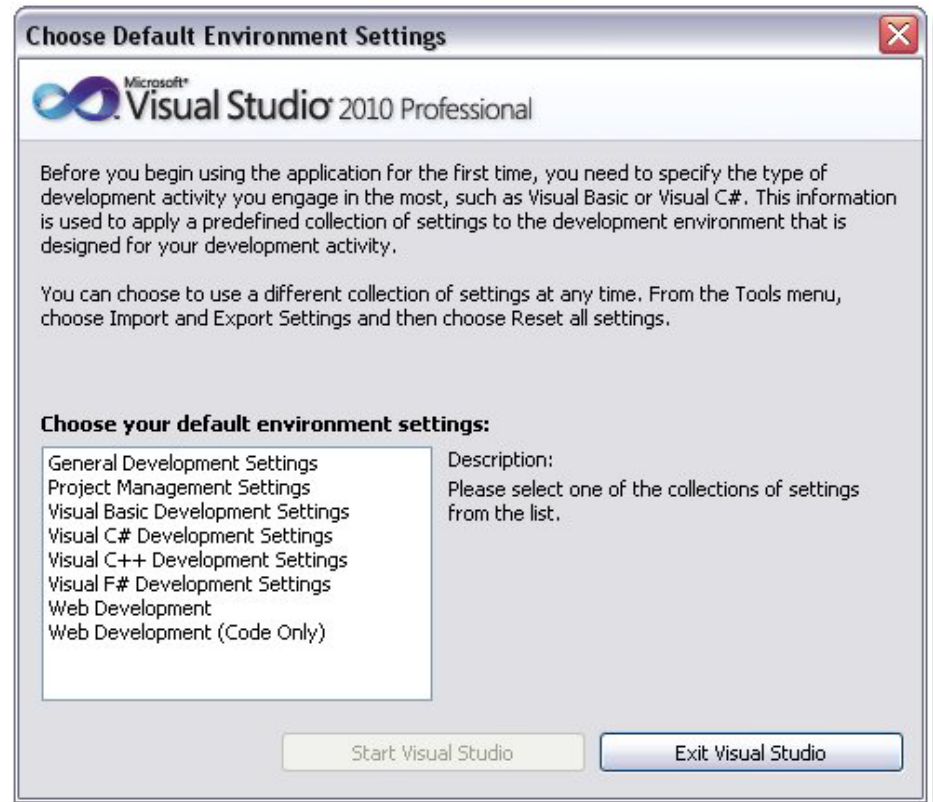 Choose Default Environment Settings
Microsoft®
Visual Studio® 2010 Professional
Before you begin using the application for the first time, you need to specify the type of
development activity you engage in the most, such as Visual Basic or Visual C#. This information
is used to apply a predefined collection of settings to the development environment that is
designed for your development activity.
You can choose to use a different collection of settings at any time. From the Tools menu,
choose Import and Export Settings and then choose Reset all settings.
Choose your default environment settings:
General Development Settings
Project Management Settings
Visual Basic Development Settings
Visual C# Development Settings
Visual C++ Development Settings
Visual F# Development Settings
Web Development
Web Development (Code Only)
Description:
Please select one of the collections of settings
from the list.
Start Visual Studio
Exit Visual Studio